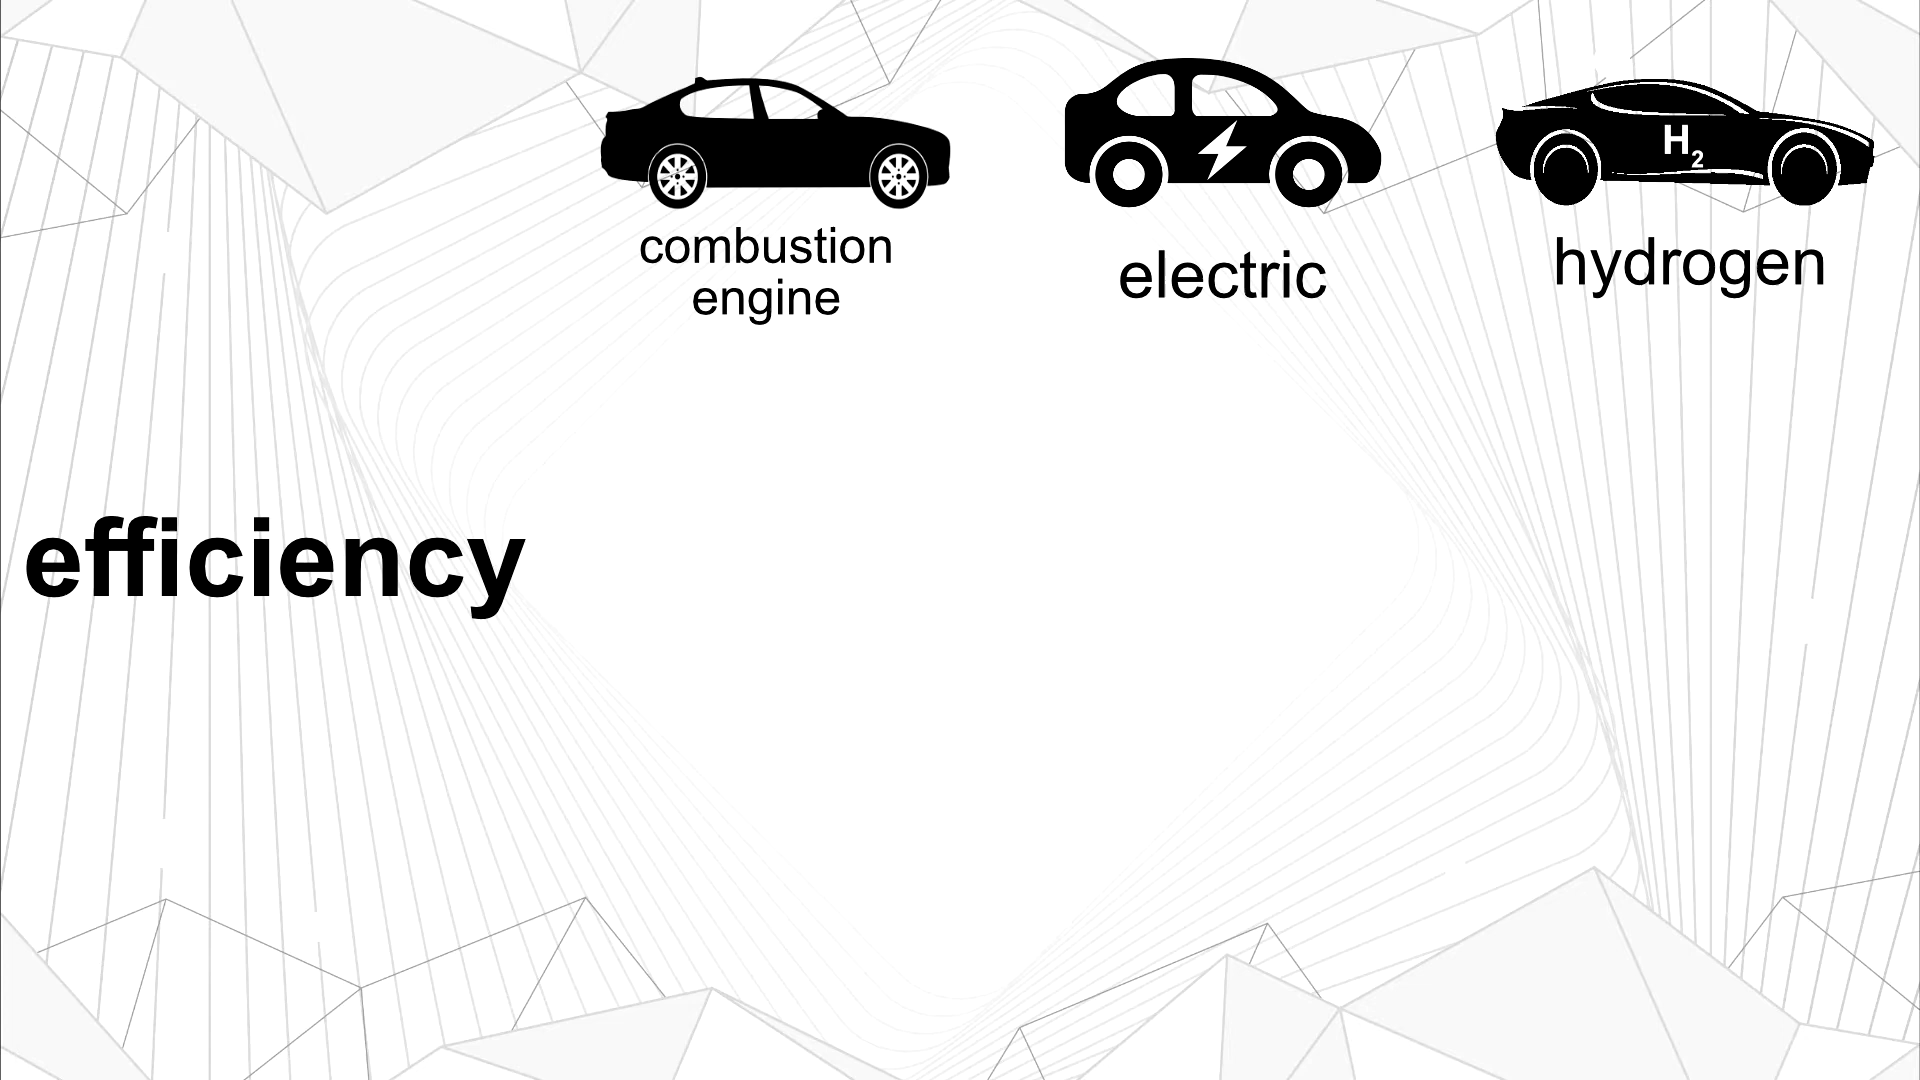 H₂
combustion
engine
electric
hydrogen
efficiency